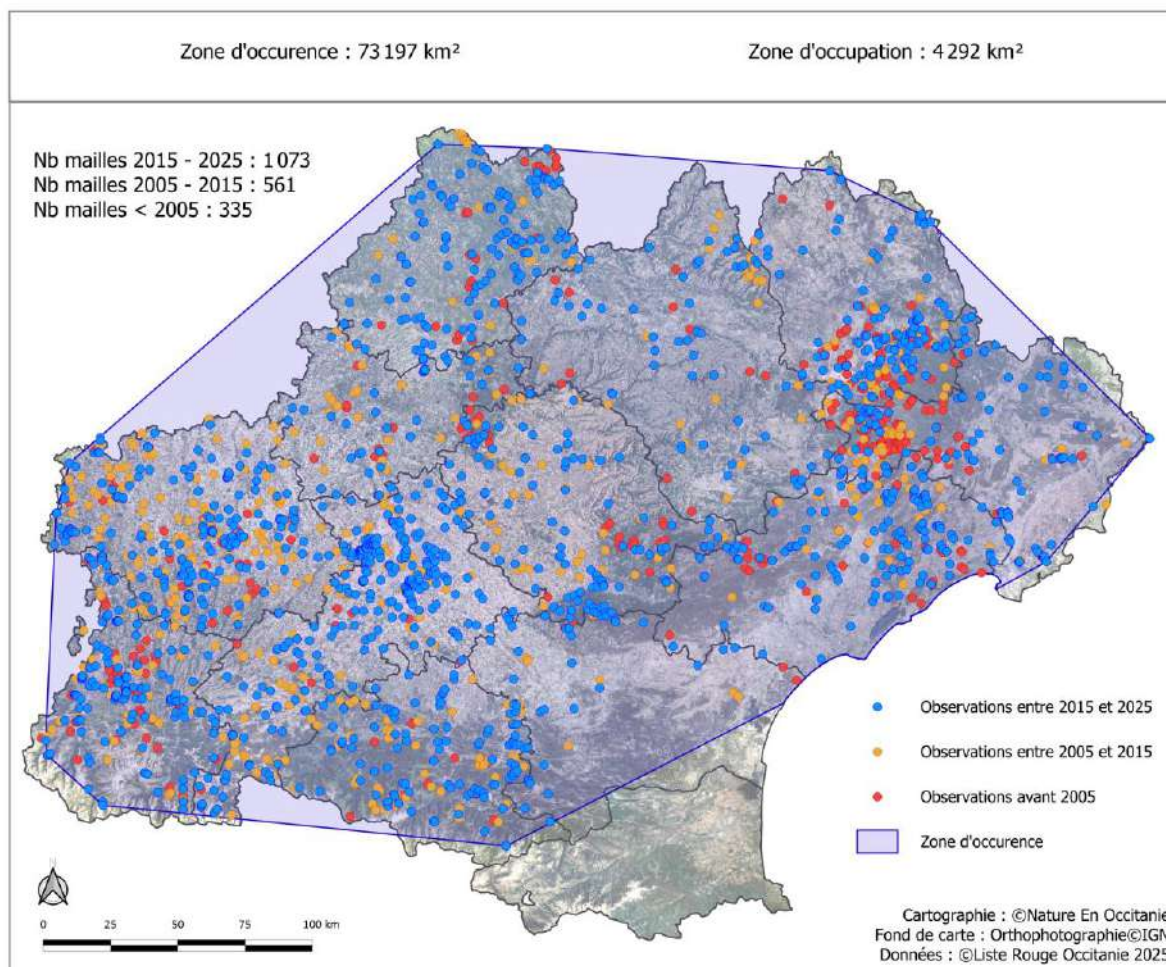 Zone d'occurence : 73 197 km²
Zone d'occupation : 4 292 km²
Nb mailles 2015 - 2025 : 1 073
Nb mailles 2005 - 2015 : 561
Nb mailles < 2005 : 335
Observations entre 2015 et 2025
Observations entre 2005 et 2015
Observations avant 2005
Zone d'occurence
N
0 25 50 75 100 km
Cartographie : ©Nature En Occitanie
Fond de carte : Orthophotographie©IGN
Données : ©Liste Rouge Occitanie 2025